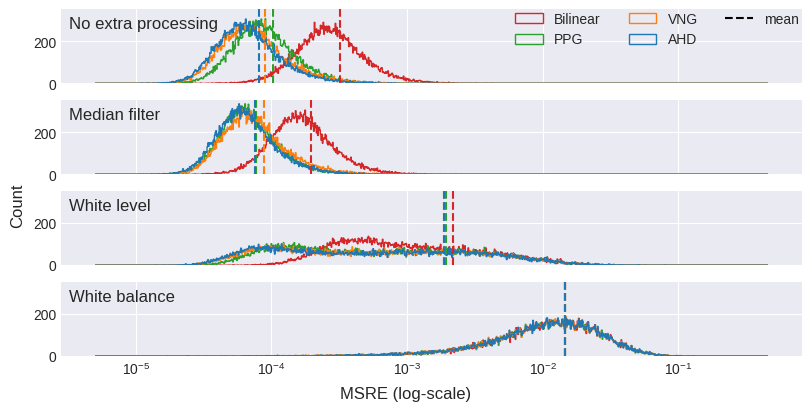 No extra processing
Bilinear VNG mean
PPG AHD
200
0
Median filter
200
0
White level
200
0
White balance
200
0
Count
10⁻⁵ 10⁻⁴ 10⁻³ 10⁻² 10⁻¹
MSRE (log-scale)